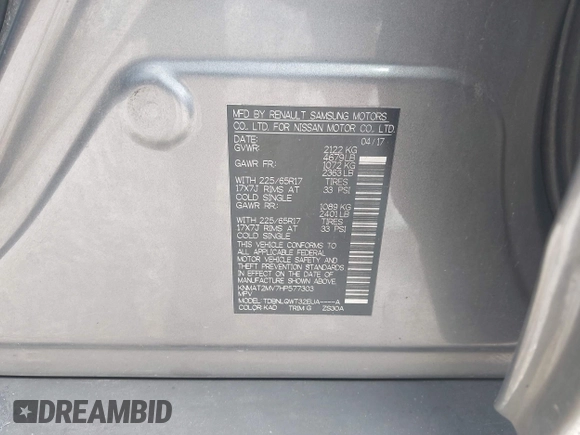 MFD BY RENAULT SAMSUNG MOTORS
CO., LTD. FOR NISSAN MOTOR CO., LTD.
DATE: 04/17
GVWR: 2122 KG
4679 LB
GAWR FR: 1072 KG
2363 LB
WITH 225/65R17 TIRES
17X7J RIMS AT 33 PSI
COLD SINGLE
GAWR RR: 1089 KG
2401 LB
WITH 225/65R17 TIRES
17X7J RIMS AT 33 PSI
COLD SINGLE
THIS VEHICLE CONFORMS TO
ALL APPLICABLE FEDERAL
MOTOR VEHICLE SAFETY,
BUMPER, AND THEFT
PREVENTION STANDARDS
IN EFFECT ON THE DATE OF
MANUFACTURE SHOWN ABOVE.
KNMAT2MV7HP577303
MPV
MODEL: TDBNLQWT32EUA----A
COLOR KAD TRIM G ZS30A
DREAMBID